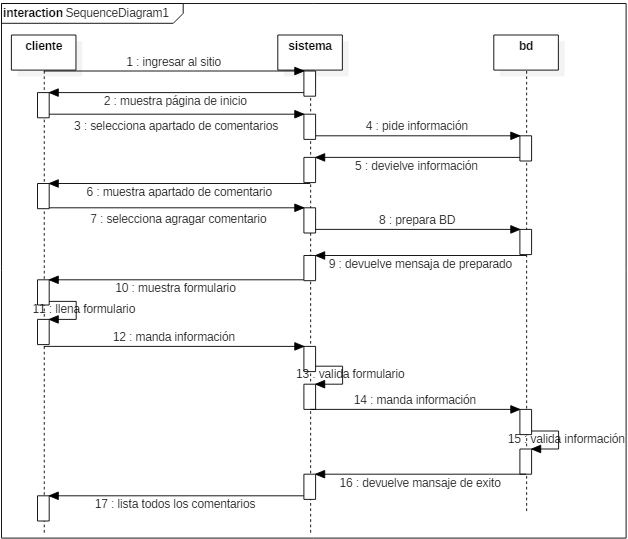 interaction SequenceDiagram1
cliente
sistema
bd
1 : ingresar al sitio
2 : muestra página de inicio
3 : selecciona apartado de comentarios
4 : pide información
5 : devielve información
6 : muestra apartado de comentario
7 : selecciona agragar comentario
8 : prepara BD
9 : devuelve mensaja de preparado
10 : muestra formulario
11 : llena formulario
12 : manda información
13 : valida formulario
14 : manda información
15 : valida información
16 : devuelve mansaje de exito
17 : lista todos los comentarios